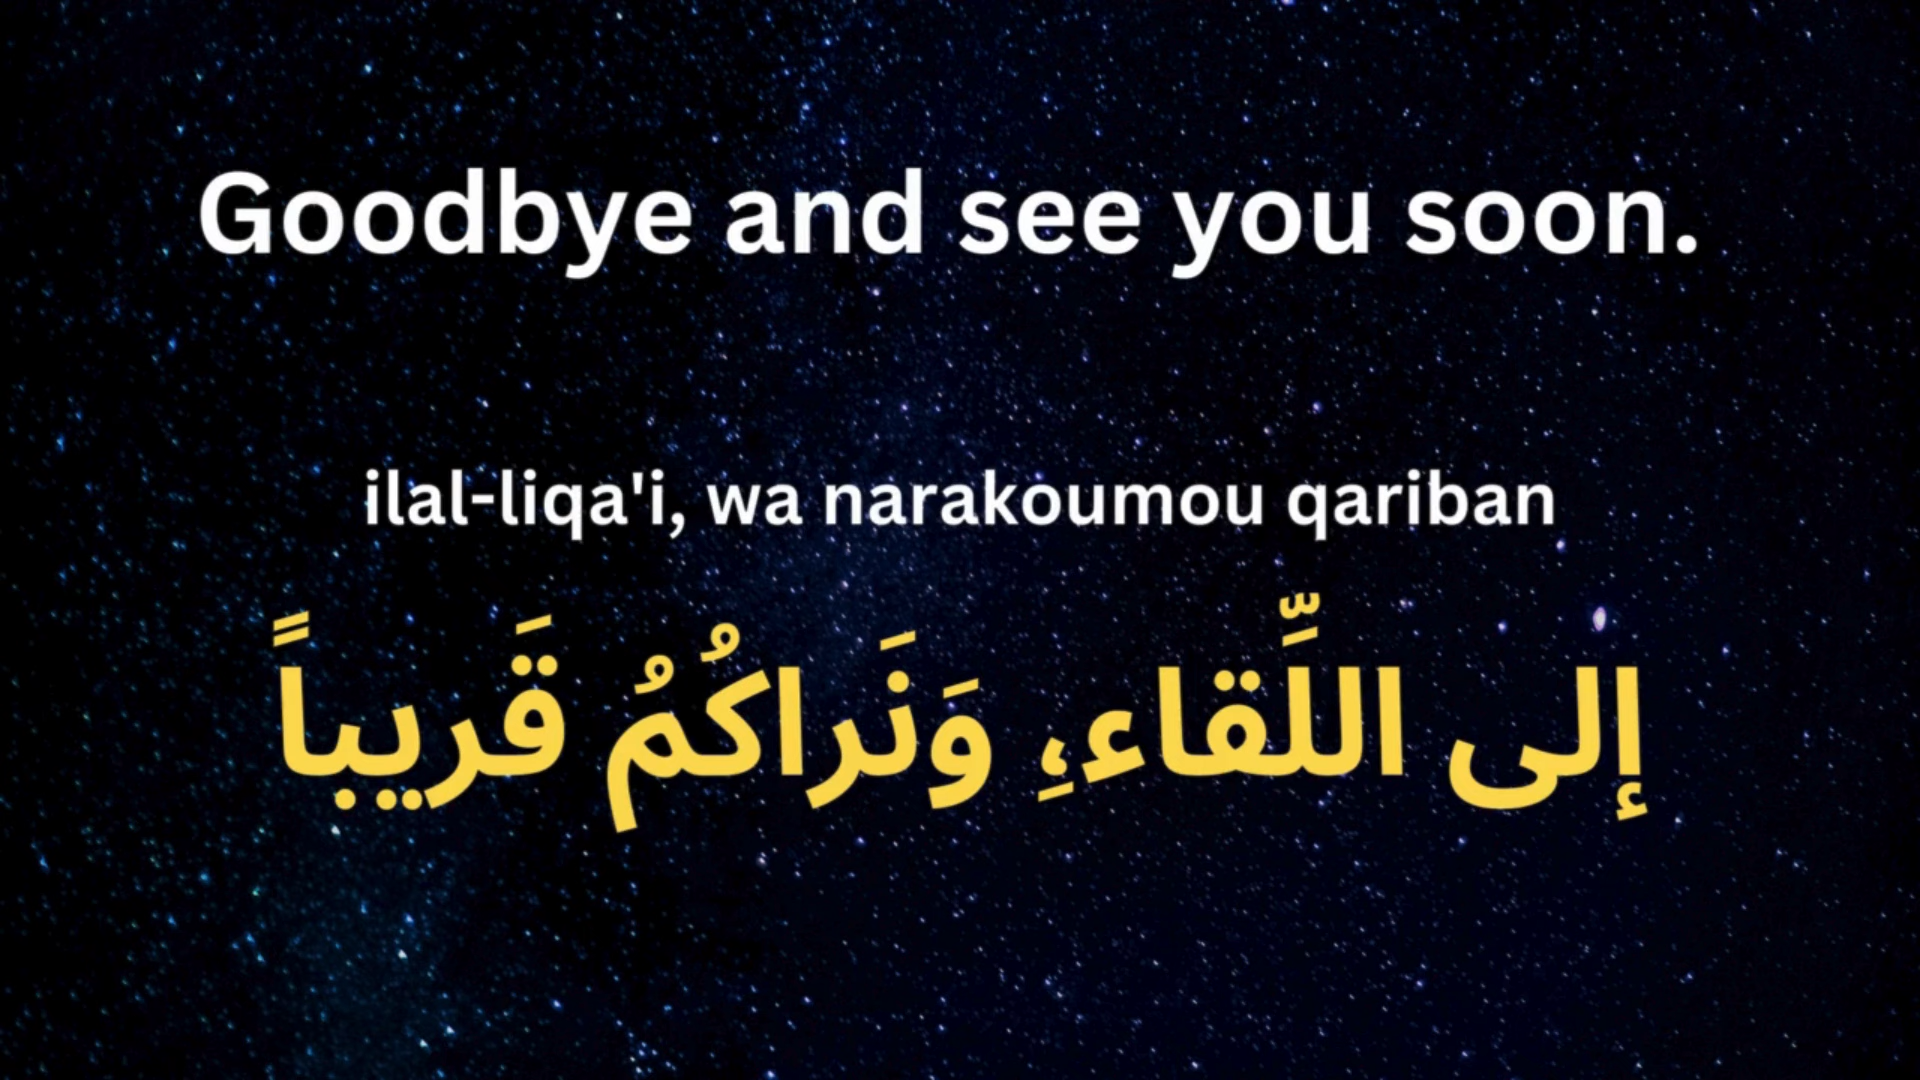 Goodbye and see you soon.
ilal-liqa'i, wa narakoumou qariban
إلى اللِّقاء،ِ وَنَراكُمُ قَريباً